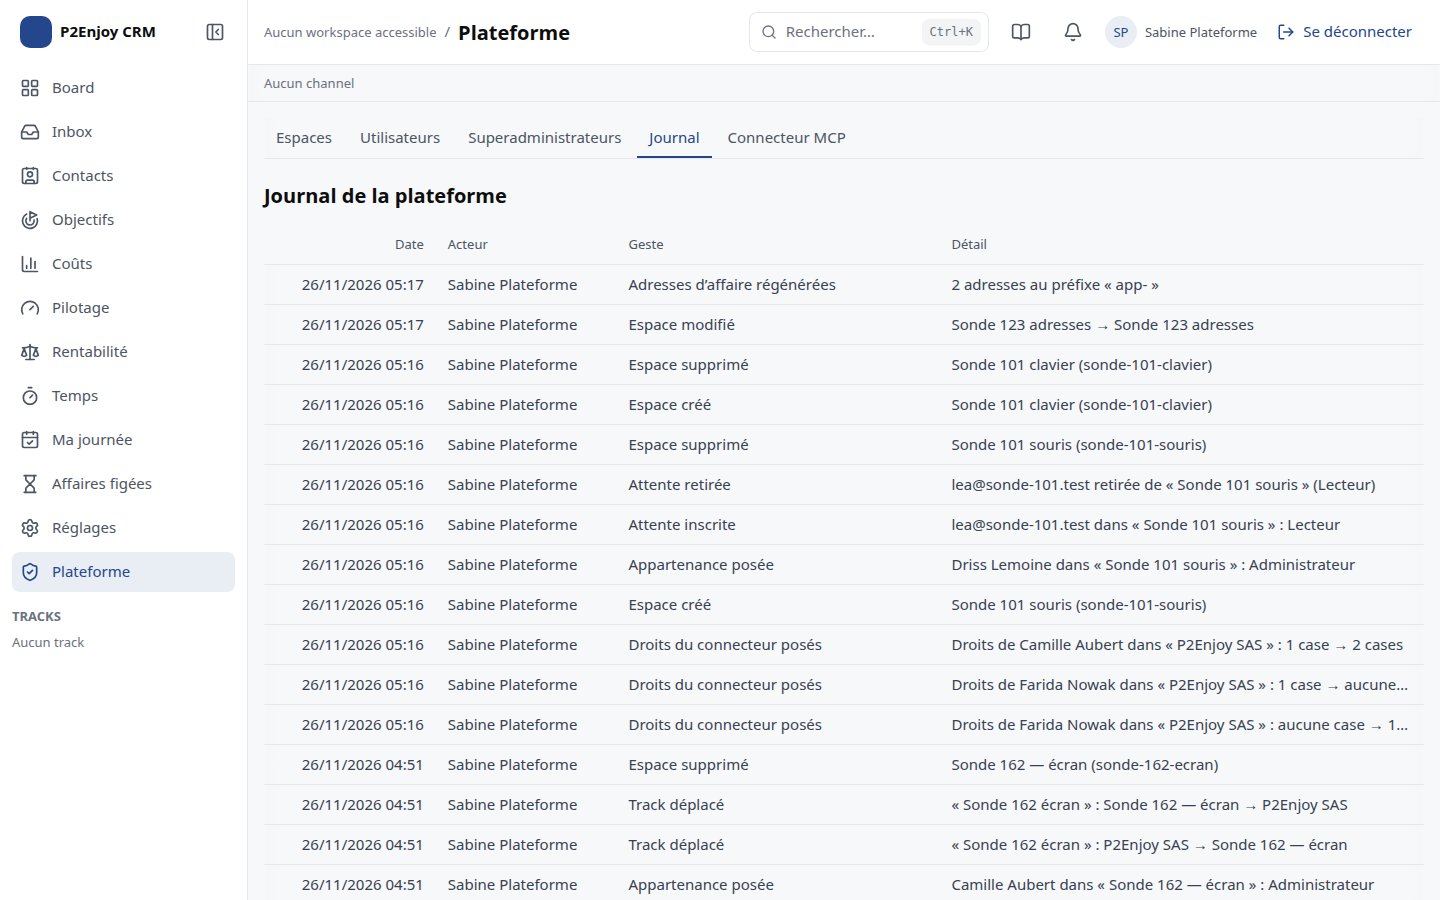 P2Enjoy CRM
Aucun workspace accessible / Plateforme
Rechercher... Ctrl+K
SP Sabine Plateforme
Se déconnecter
Aucun channel
Board
Inbox
Contacts
Objectifs
Coûts
Pilotage
Rentabilité
Temps
Ma journée
Affaires figées
Réglages
Plateforme
TRACKS
Aucun track
Espaces Utilisateurs Superadministrateurs Journal Connecteur MCP
Journal de la plateforme
Date Acteur Geste Détail
26/11/2026 05:17 Sabine Plateforme Adresses d’affaire régénérées 2 adresses au préfixe « app- »
26/11/2026 05:17 Sabine Plateforme Espace modifié Sonde 123 adresses → Sonde 123 adresses
26/11/2026 05:16 Sabine Plateforme Espace supprimé Sonde 101 clavier (sonde-101-clavier)
26/11/2026 05:16 Sabine Plateforme Espace créé Sonde 101 clavier (sonde-101-clavier)
26/11/2026 05:16 Sabine Plateforme Espace supprimé Sonde 101 souris (sonde-101-souris)
26/11/2026 05:16 Sabine Plateforme Attente retirée lea@sonde-101.test retirée de « Sonde 101 souris » (Lecteur)
26/11/2026 05:16 Sabine Plateforme Attente inscrite lea@sonde-101.test dans « Sonde 101 souris » : Lecteur
26/11/2026 05:16 Sabine Plateforme Appartenance posée Driss Lemoine dans « Sonde 101 souris » : Administrateur
26/11/2026 05:16 Sabine Plateforme Espace créé Sonde 101 souris (sonde-101-souris)
26/11/2026 05:16 Sabine Plateforme Droits du connecteur posés Droits de Camille Aubert dans « P2Enjoy SAS » : 1 case → 2 cases
26/11/2026 05:16 Sabine Plateforme Droits du connecteur posés Droits de Farida Nowak dans « P2Enjoy SAS » : 1 case → aucune...
26/11/2026 05:16 Sabine Plateforme Droits du connecteur posés Droits de Farida Nowak dans « P2Enjoy SAS » : aucune case → 1...
26/11/2026 04:51 Sabine Plateforme Espace supprimé Sonde 162 — écran (sonde-162-ecran)
26/11/2026 04:51 Sabine Plateforme Track déplacé « Sonde 162 écran » : Sonde 162 — écran → P2Enjoy SAS
26/11/2026 04:51 Sabine Plateforme Track déplacé « Sonde 162 écran » : P2Enjoy SAS → Sonde 162 — écran
26/11/2026 04:51 Sabine Plateforme Appartenance posée Camille Aubert dans « Sonde 162 — écran » : Administrateur